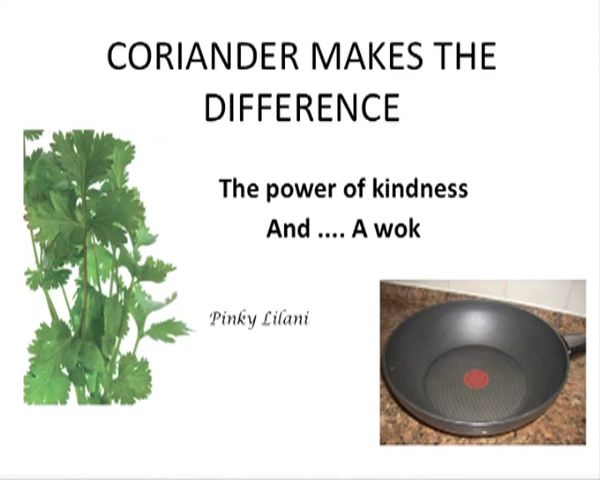 CORIANDER MAKES THE
DIFFERENCE
The power of kindness
And .... A wok
Pinky Lilani